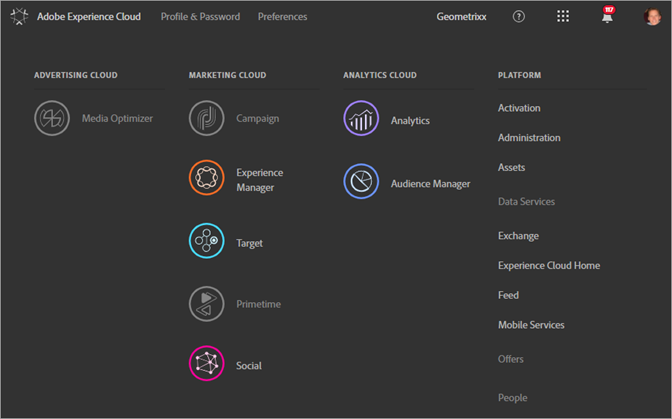 Adobe Experience Cloud Profile & Password Preferences Geometrixx ? 117
ADVERTISING CLOUD
Media Optimizer
MARKETING CLOUD
Campaign
Experience
Manager
Target
Primetime
Social
ANALYTICS CLOUD
Analytics
Audience Manager
PLATFORM
Activation
Administration
Assets
Data Services
Exchange
Experience Cloud Home
Feed
Mobile Services
Offers
People